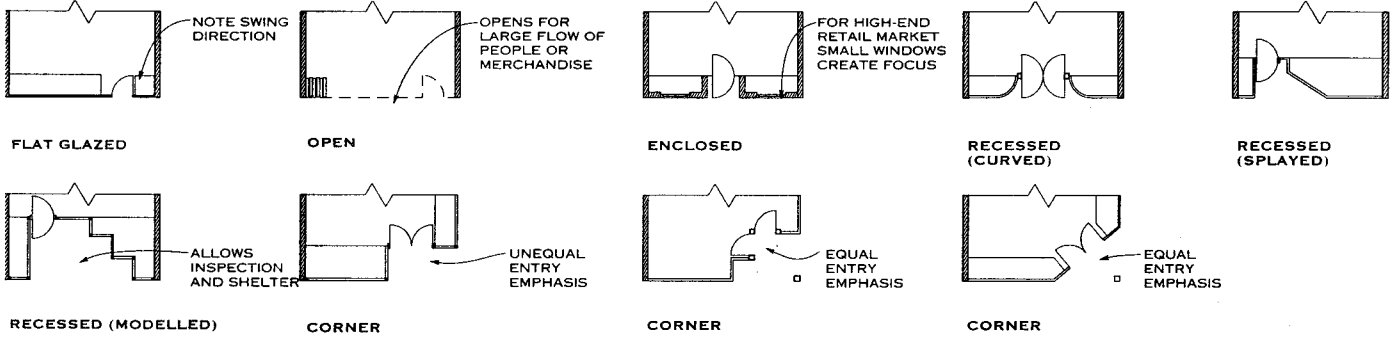 NOTE SWING
DIRECTION
OPENS FOR
LARGE FLOW OF
PEOPLE OR
MERCHANDISE
FOR HIGH-END
RETAIL MARKET
SMALL WINDOWS
CREATE FOCUS
FLAT GLAZED
OPEN
ENCLOSED
RECESSED
(CURVED)
RECESSED
(SPLAYED)
ALLOWS
INSPECTION
AND SHELTER
UNEQUAL
ENTRY
EMPHASIS
EQUAL
ENTRY
EMPHASIS
EQUAL
ENTRY
EMPHASIS
RECESSED (MODELLED)
CORNER
CORNER
CORNER